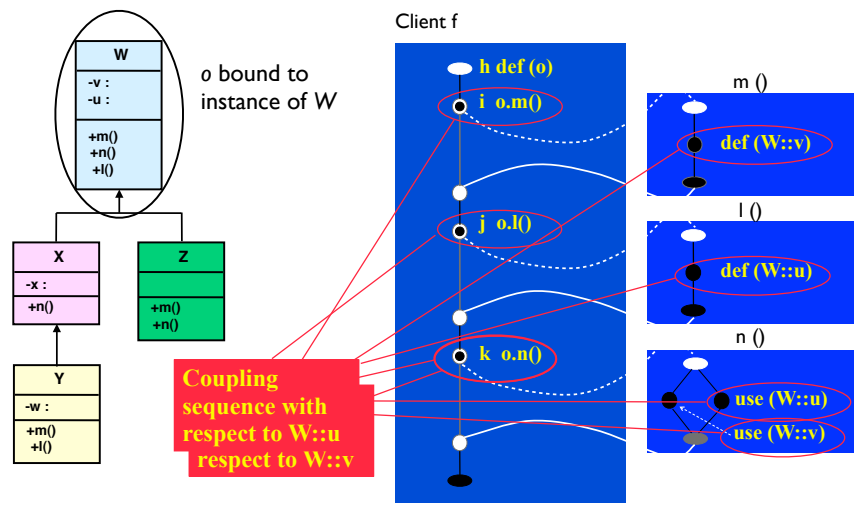 Client f
W
-v :
-u :
+m()
+n()
+l()
o bound to
instance of W
X
-x :
+n()
Z
+m()
+n()
Y
-w :
+m()
+l()
Coupling
sequence with
respect to W::u
respect to W::v
h def (o)
i o.m()
j o.l()
k o.n()
m ()
def (W::v)
l ()
def (W::u)
n ()
use (W::u)
use (W::v)